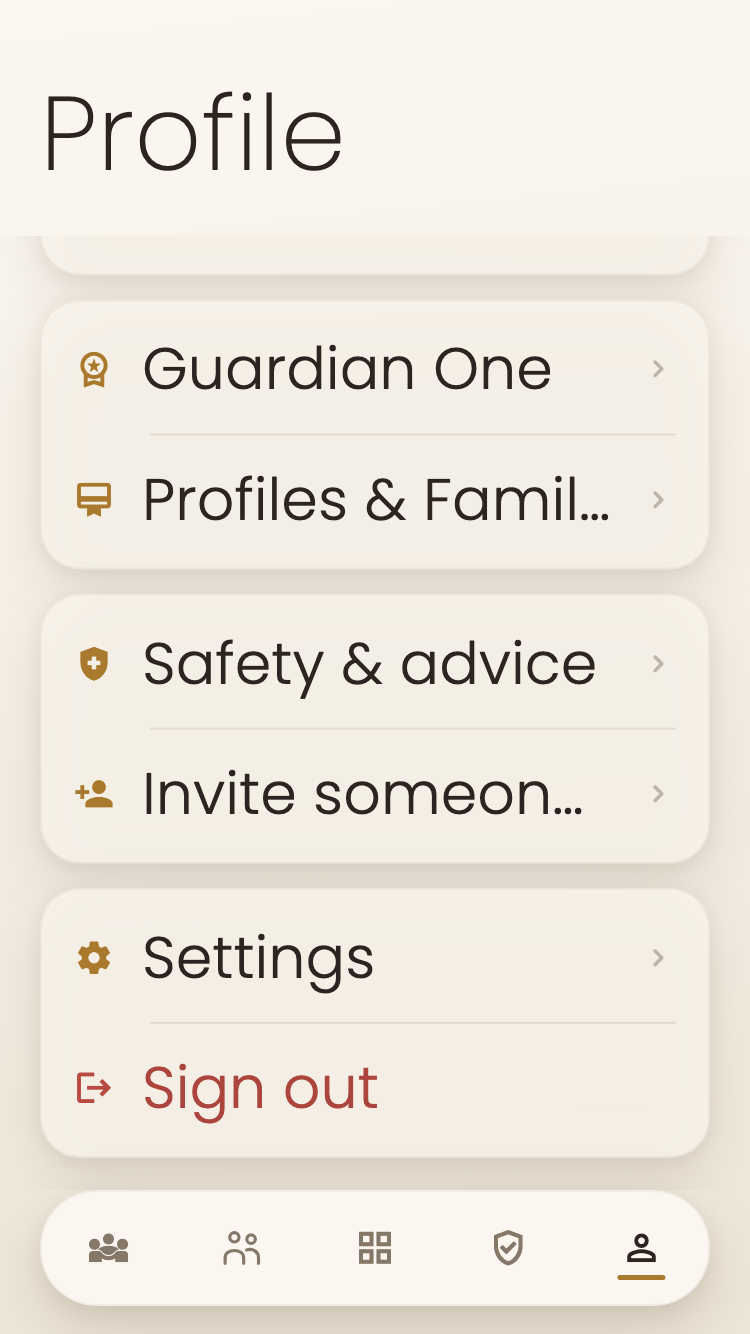 Profile
Guardian One
Profiles & Famil...
Safety & advice
Invite someon...
Settings
Sign out